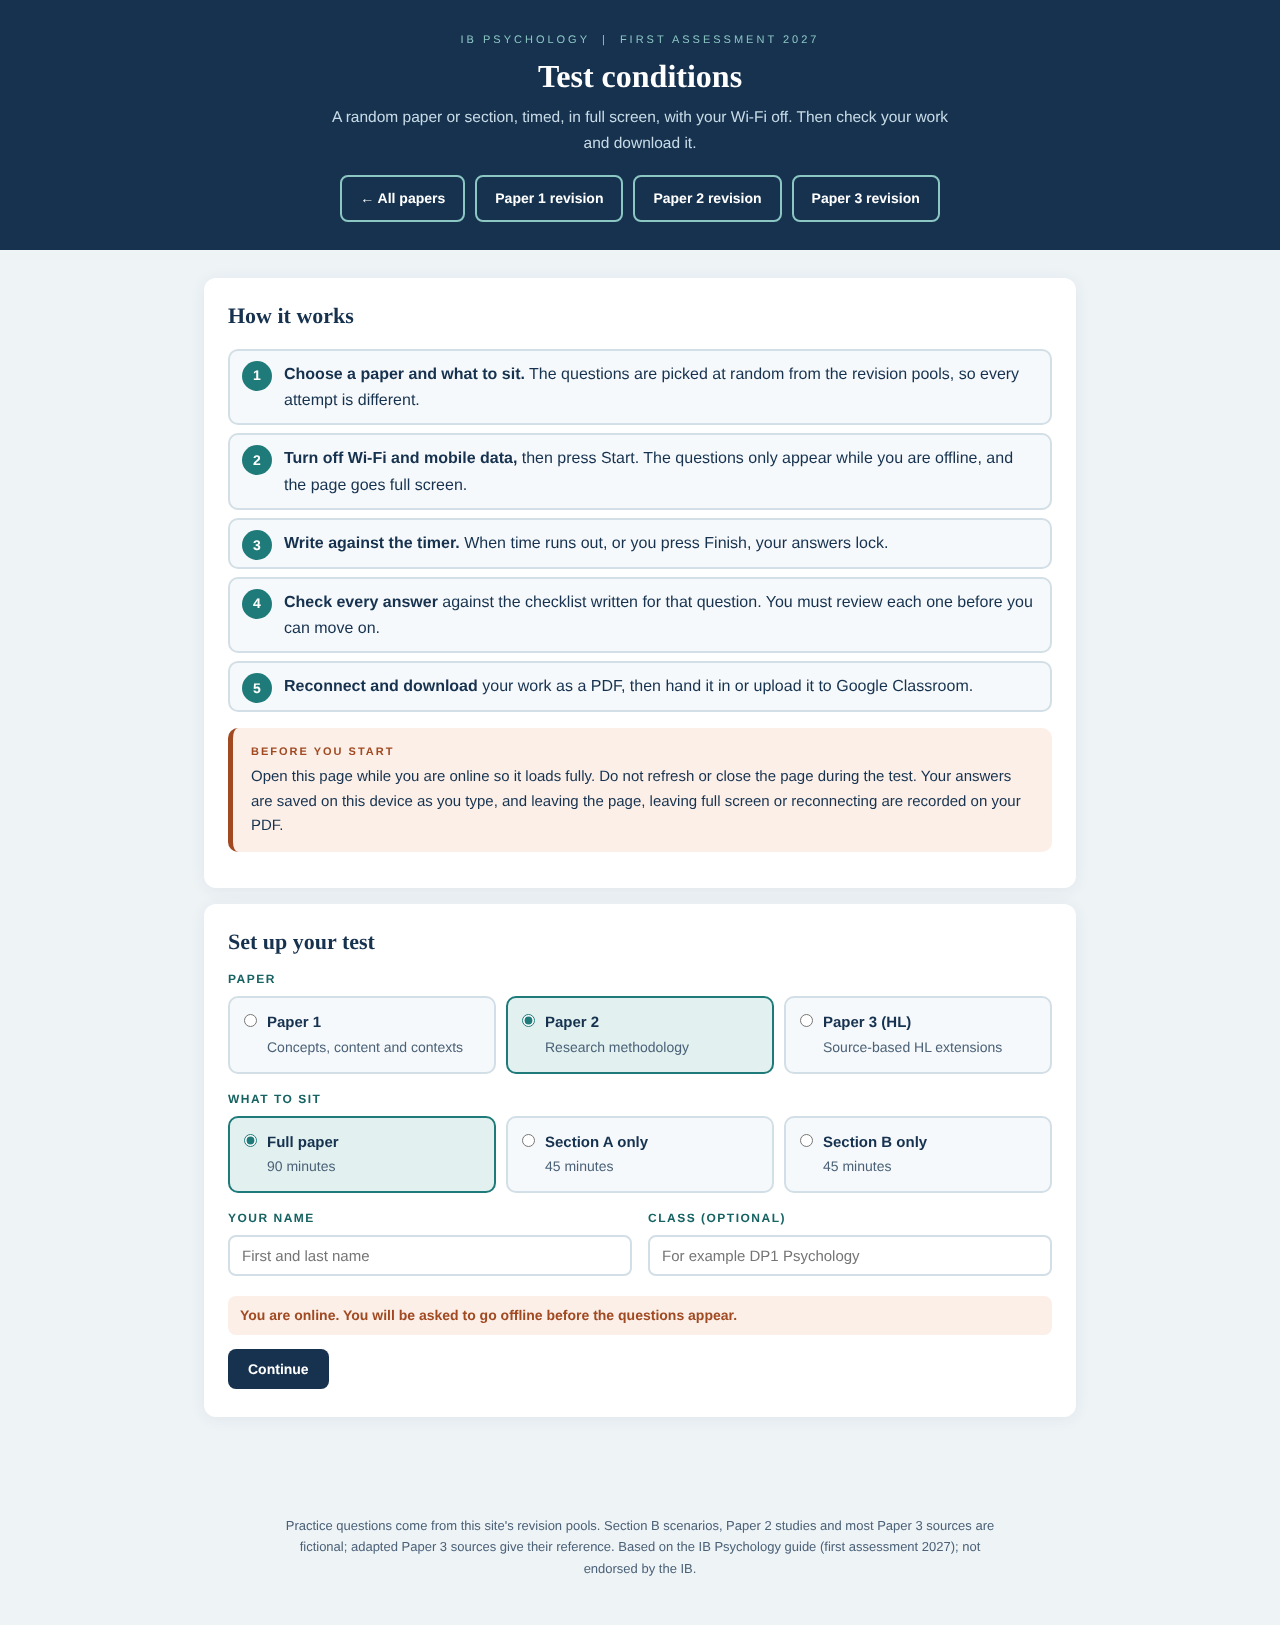 IB PSYCHOLOGY | FIRST ASSESSMENT 2027
Test conditions
A random paper or section, timed, in full screen, with your Wi-Fi off. Then check your work
and download it.
← All papers
Paper 1 revision
Paper 2 revision
Paper 3 revision
How it works
1
Choose a paper and what to sit. The questions are picked at random from the revision pools, so every
attempt is different.
2
Turn off Wi-Fi and mobile data, then press Start. The questions only appear while you are offline, and
the page goes full screen.
3
Write against the timer. When time runs out, or you press Finish, your answers lock.
4
Check every answer against the checklist written for that question. You must review each one before you
can move on.
5
Reconnect and download your work as a PDF, then hand it in or upload it to Google Classroom.
BEFORE YOU START
Open this page while you are online so it loads fully. Do not refresh or close the page during the test. Your answers
are saved on this device as you type, and leaving the page, leaving full screen or reconnecting are recorded on your
PDF.
Set up your test
PAPER
Paper 1
Concepts, content and contexts
Paper 2
Research methodology
Paper 3 (HL)
Source-based HL extensions
WHAT TO SIT
Full paper
90 minutes
Section A only
45 minutes
Section B only
45 minutes
YOUR NAME
First and last name
CLASS (OPTIONAL)
For example DP1 Psychology
You are online. You will be asked to go offline before the questions appear.
Continue
Practice questions come from this site's revision pools. Section B scenarios, Paper 2 studies and most Paper 3 sources are
fictional; adapted Paper 3 sources give their reference. Based on the IB Psychology guide (first assessment 2027); not
endorsed by the IB.